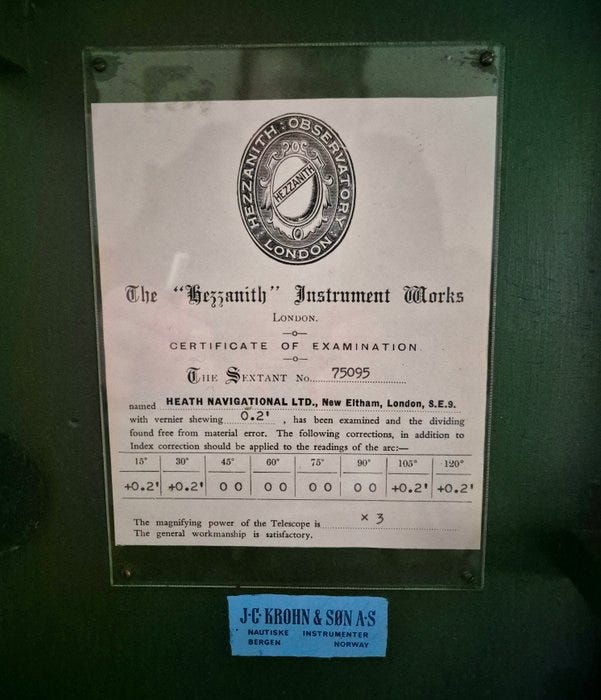 HEZZANITH OBSERVATORY
HEZZANITH
LONDON
The "Hezzanith" Instrument Works
LONDON.
CERTIFICATE OF EXAMINATION.
THE SEXTANT No. 75095
named HEATH NAVIGATIONAL LTD., New Eltham, London, S.E.9.
with vernier shewing 0.2' , has been examined and the dividing
found free from material error. The following corrections, in addition to
Index correction should be applied to the readings of the arc:—
15° 30° 45° 60° 75° 90° 105° 120°
+0.2' +0.2' 0 0 0 0 0 0 0 0 +0.2' +0.2'
The magnifying power of the Telescope is × 3
The general workmanship is satisfactory.
J·C·KROHN & SØN A·S
NAUTISKE INSTRUMENTER
BERGEN NORWAY